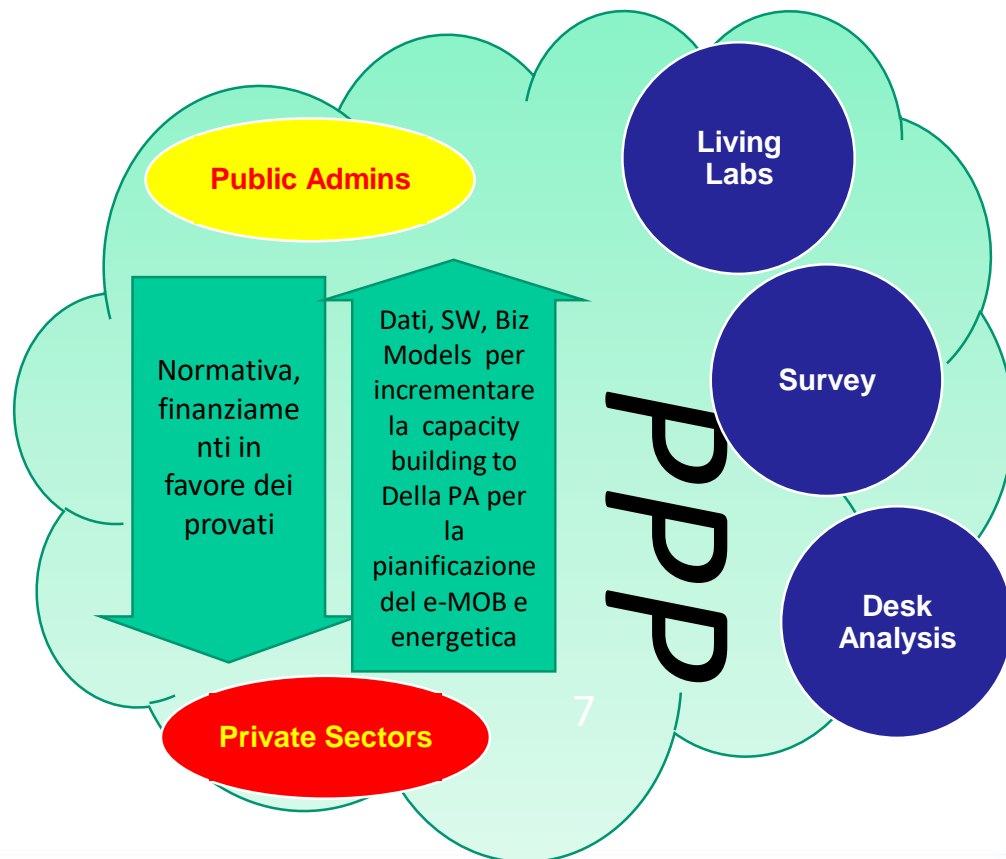 Public Admins
Living
Labs
Normativa,
finanziame
nti in
favore dei
provati
Dati, SW, Biz
Models per
incrementare
la capacity
building to
Della PA per
la
pianificazione
del e-MOB e
energetica
PPP
Survey
Desk
Analysis
Private Sectors
7